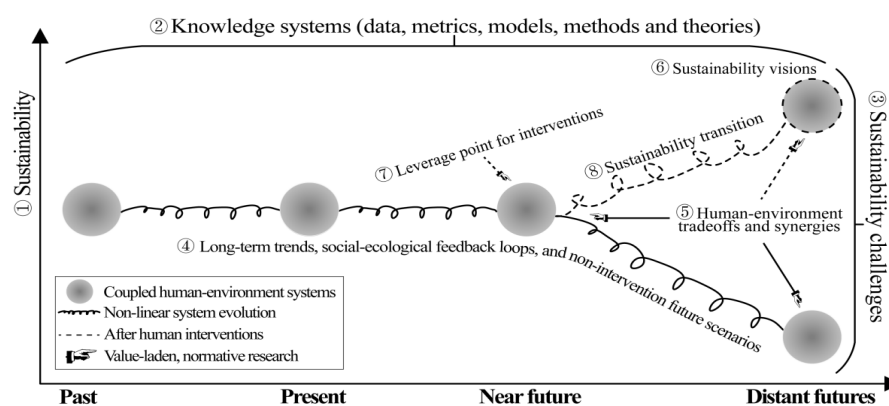 ② Knowledge systems (data, metrics, models, methods and theories)
① Sustainability
⑥ Sustainability visions
③ Sustainability
challenges
⑦ Leverage point for interventions
⑧ Sustainability transition
⑤ Human-environment
tradeoffs and synergies
④ Long-term trends, social-ecological feedback loops, and non-intervention future scenarios
Coupled human-environment systems
Non-linear system evolution
After human interventions
Value-laden, normative research
Past Present Near future Distant futures